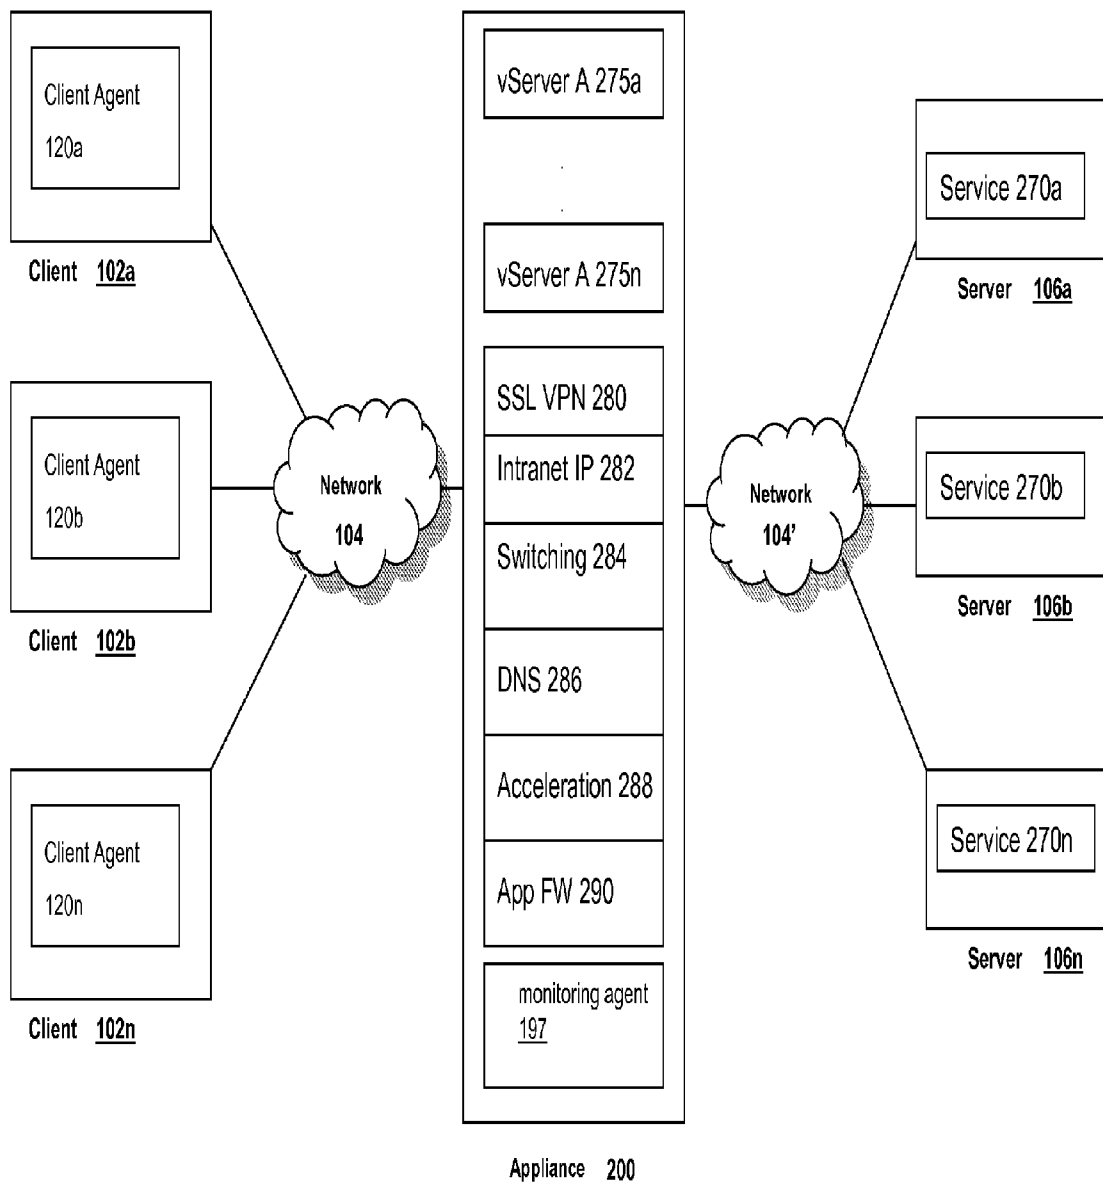 Client Agent
120a
Client 102a
Client Agent
120b
Client 102b
Client Agent
120n
Client 102n
Network
104
vServer A 275a
vServer A 275n
SSL VPN 280
Intranet IP 282
Switching 284
DNS 286
Acceleration 288
App FW 290
monitoring agent
197
Appliance 200
Network
104'
Service 270a
Server 106a
Service 270b
Server 106b
Service 270n
Server 106n